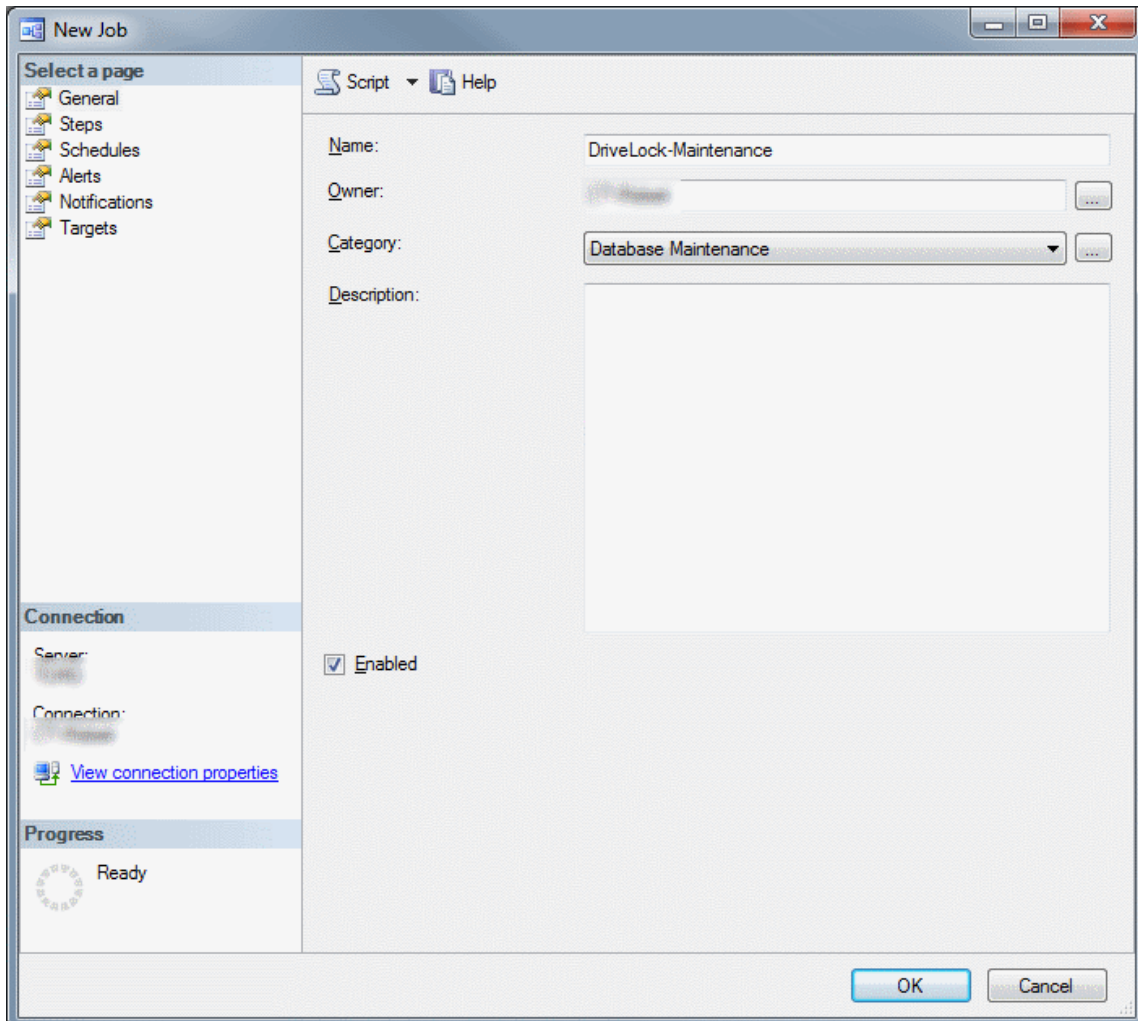 New Job
Select a page
General
Steps
Schedules
Alerts
Notifications
Targets
Script
Help
Name:
DriveLock-Maintenance
Owner:
...
Category:
Database Maintenance
...
Description:
Enabled
Connection
Server:
Connection:
View connection properties
Progress
Ready
OK
Cancel